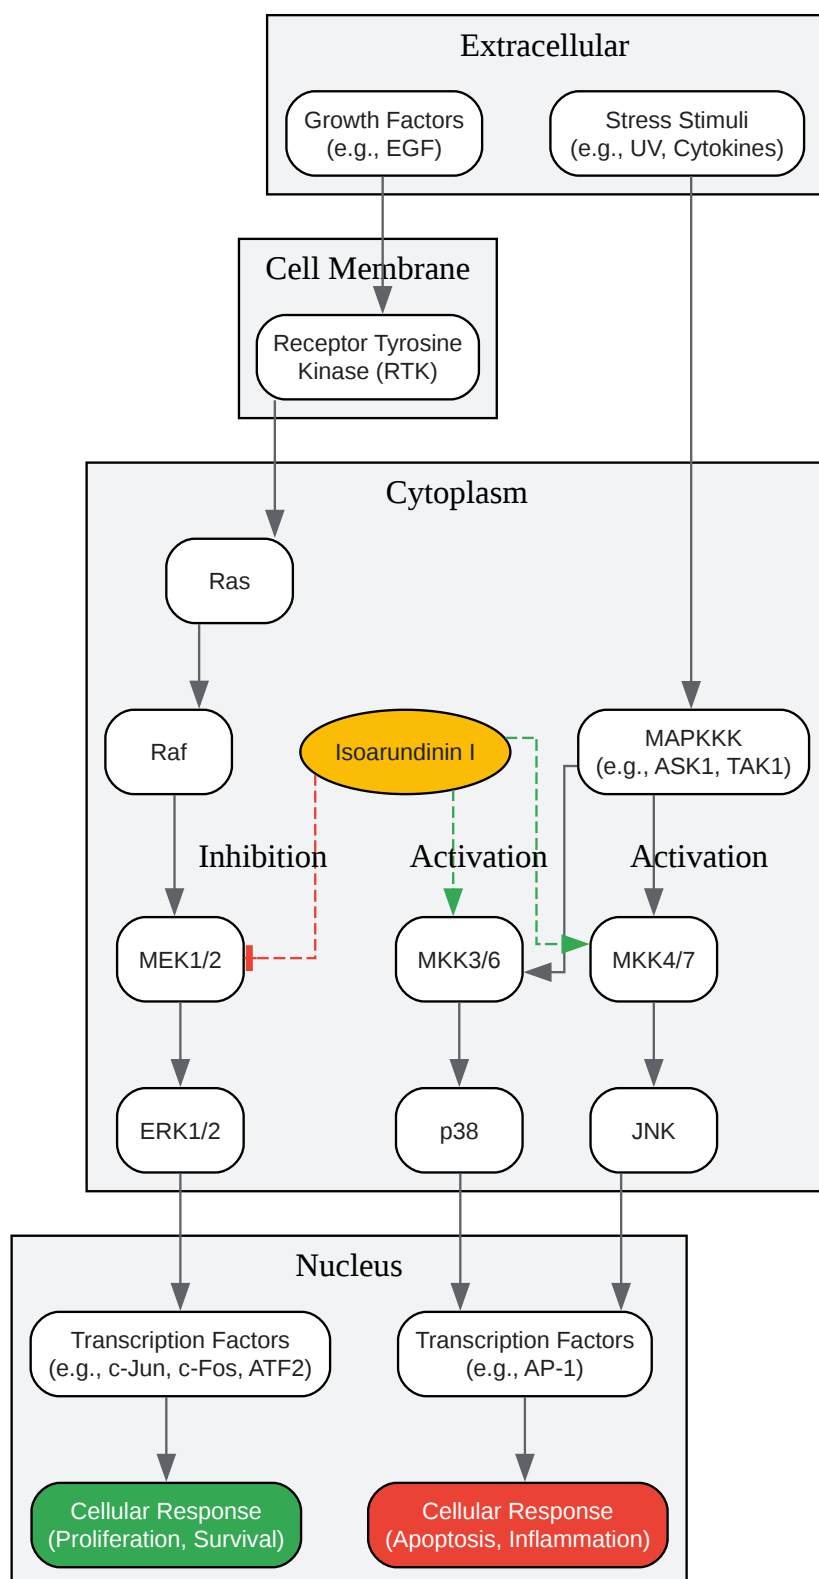 Extracellular
Growth Factors
(e.g., EGF)
Stress Stimuli
(e.g., UV, Cytokines)
Cell Membrane
Receptor Tyrosine
Kinase (RTK)
Cytoplasm
Ras
Raf
Isoarundinin I
MAPKKK
(e.g., ASK1, TAK1)
Inhibition
Activation
Activation
MEK1/2
MKK3/6
MKK4/7
ERK1/2
p38
JNK
Nucleus
Transcription Factors
(e.g., c-Jun, c-Fos, ATF2)
Transcription Factors
(e.g., AP-1)
Cellular Response
(Proliferation, Survival)
Cellular Response
(Apoptosis, Inflammation)